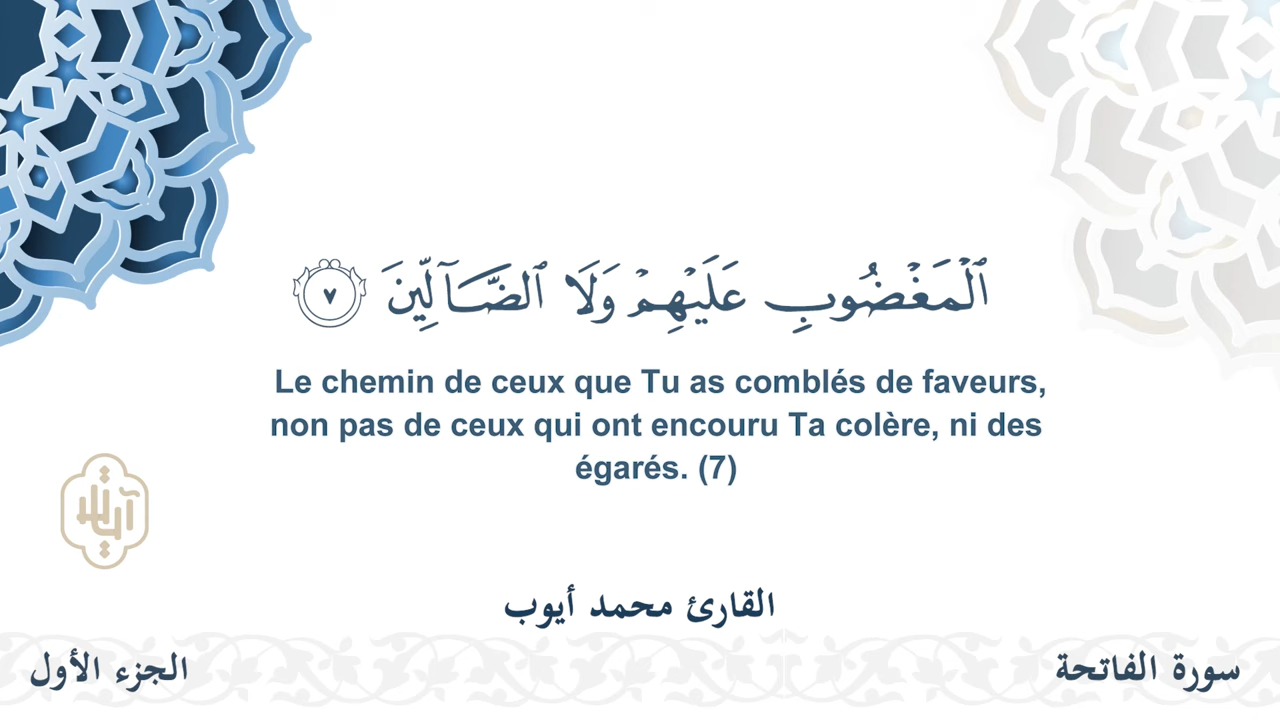 ٱلْمَغْضُوبِ عَلَيْهِمْ وَلَا ٱلضَّآلِّينَ ٧
Le chemin de ceux que Tu as comblés de faveurs,
non pas de ceux qui ont encouru Ta colère, ni des
égarés. (7)
آيات
القارئ محمد أيوب
سورة الفاتحة
الجزء الأول